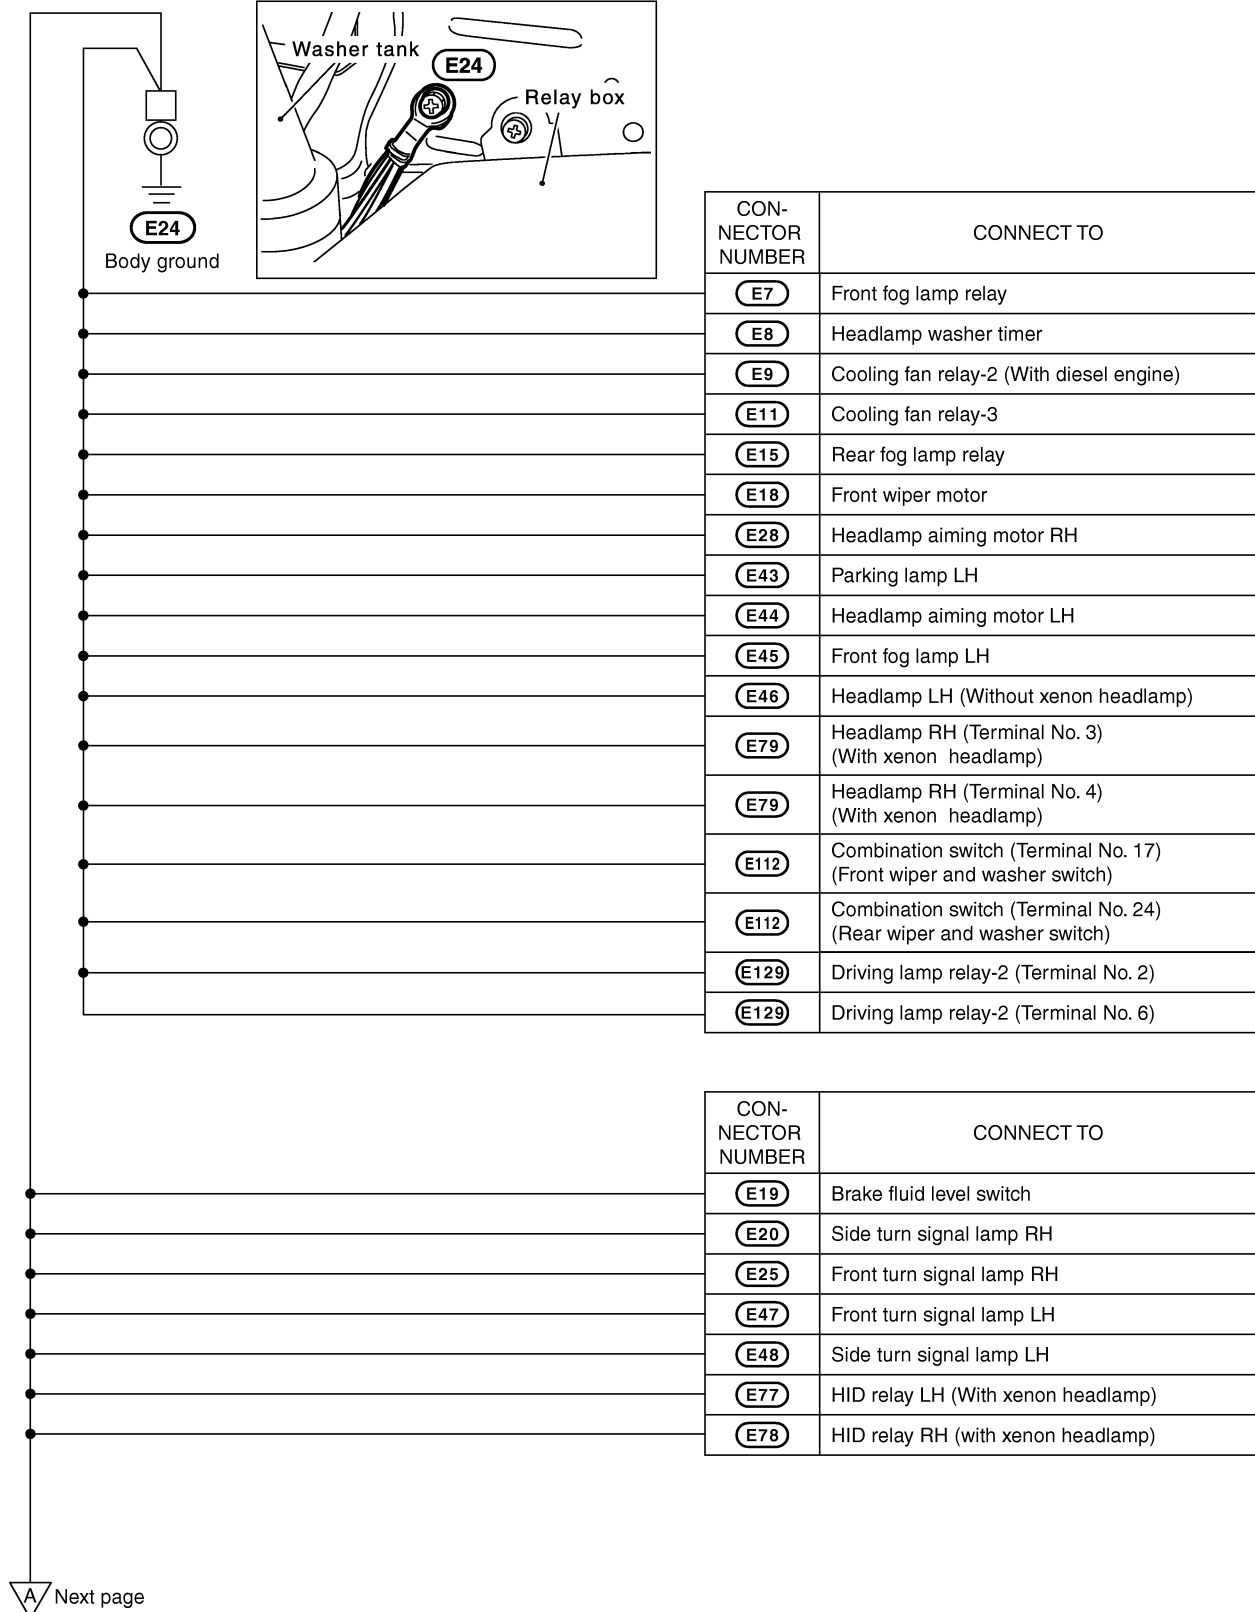 Washer tank
E24
Relay box
E24
Body ground
CON-
NECTOR
NUMBER
CONNECT TO
E7 Front fog lamp relay
E8 Headlamp washer timer
E9 Cooling fan relay-2 (With diesel engine)
E11 Cooling fan relay-3
E15 Rear fog lamp relay
E18 Front wiper motor
E28 Headlamp aiming motor RH
E43 Parking lamp LH
E44 Headlamp aiming motor LH
E45 Front fog lamp LH
E46 Headlamp LH (Without xenon headlamp)
E79 Headlamp RH (Terminal No. 3)
(With xenon headlamp)
E79 Headlamp RH (Terminal No. 4)
(With xenon headlamp)
E112 Combination switch (Terminal No. 17)
(Front wiper and washer switch)
E112 Combination switch (Terminal No. 24)
(Rear wiper and washer switch)
E129 Driving lamp relay-2 (Terminal No. 2)
E129 Driving lamp relay-2 (Terminal No. 6)
CON-
NECTOR
NUMBER
CONNECT TO
E19 Brake fluid level switch
E20 Side turn signal lamp RH
E25 Front turn signal lamp RH
E47 Front turn signal lamp LH
E48 Side turn signal lamp LH
E77 HID relay LH (With xenon headlamp)
E78 HID relay RH (with xenon headlamp)
A Next page